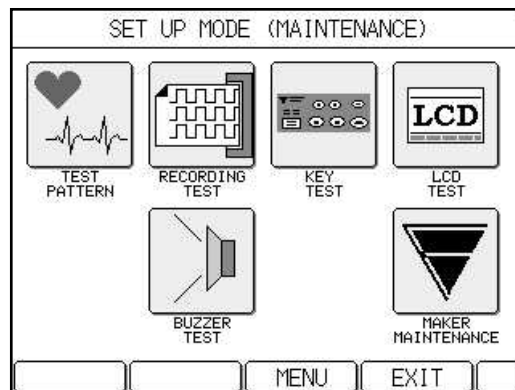 SET UP MODE (MAINTENANCE)
TEST
PATTERN
RECORDING
TEST
KEY
TEST
LCD
LCD
TEST
BUZZER
TEST
MAKER
MAINTENANCE
MENU
EXIT